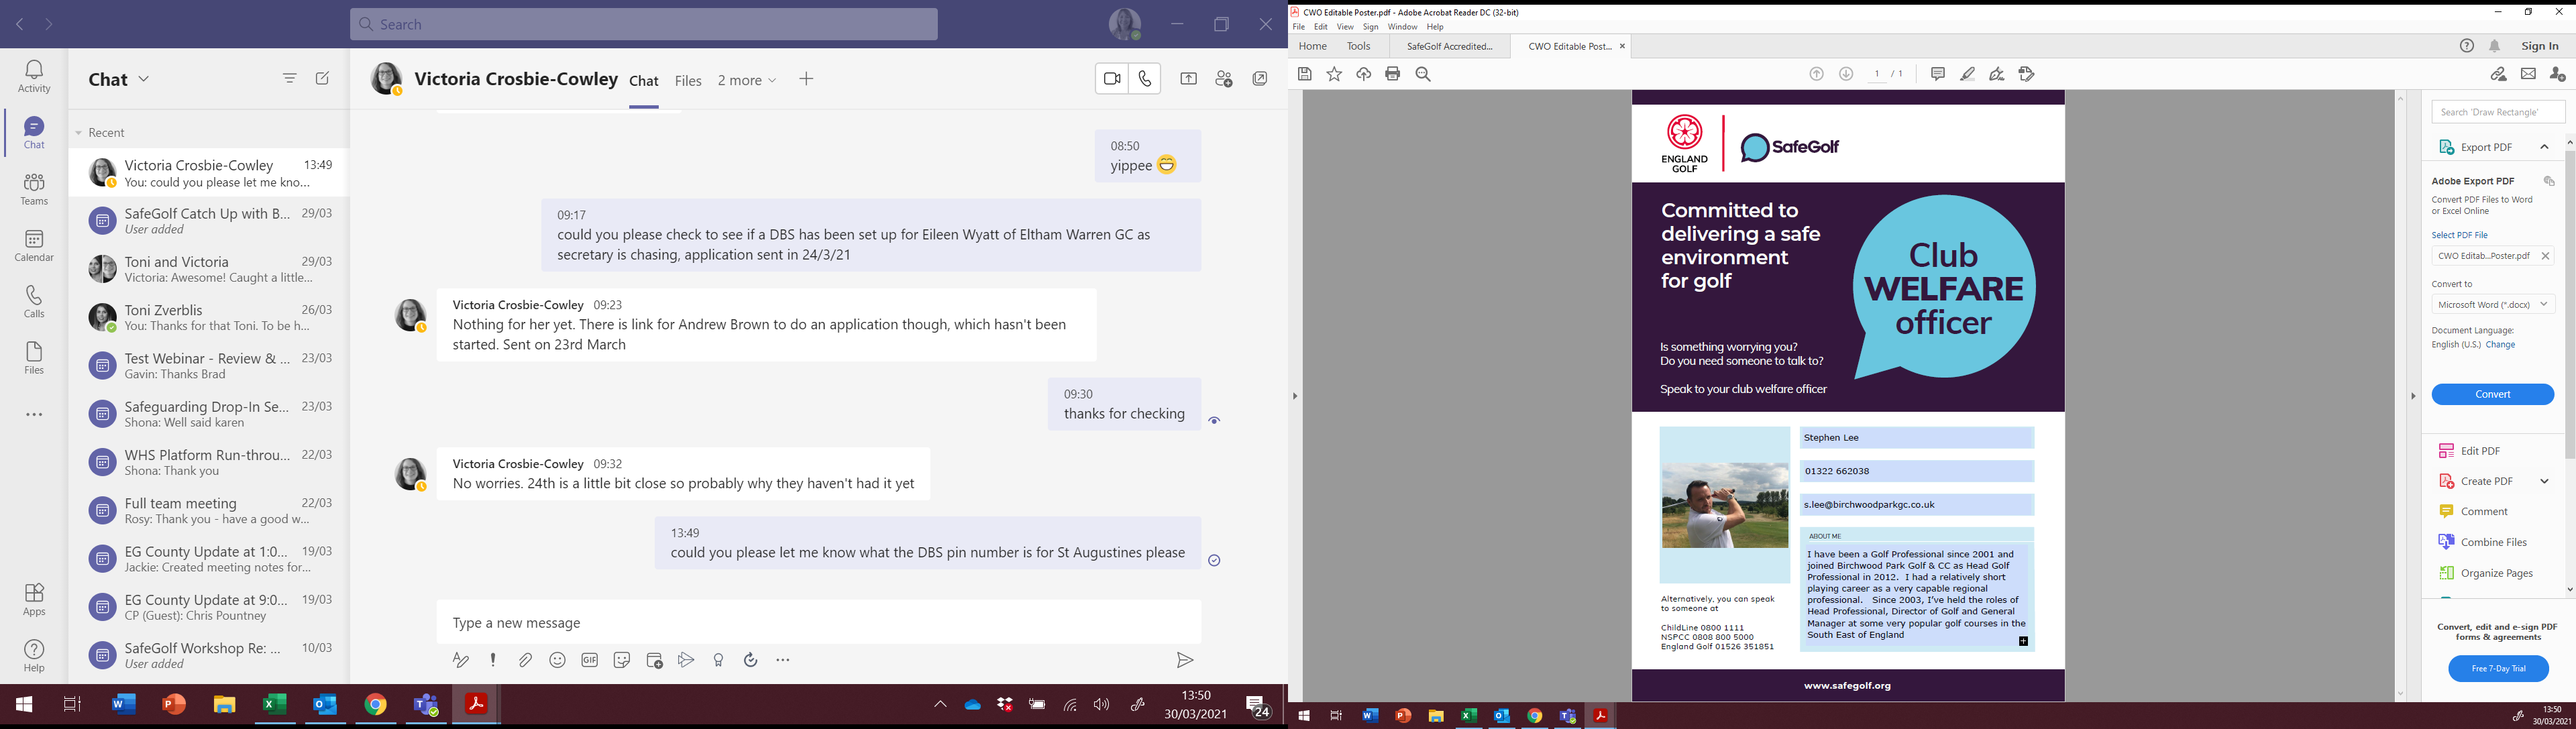 Search
Activity
Chat
Teams
Calendar
Calls
Files
Apps
Help
Chat
Recent
Victoria Crosbie-Cowley 13:49
You: could you please let me kno...
SafeGolf Catch Up with B... 29/03
User added
Toni and Victoria 29/03
Victoria: Awesome! Caught a little...
Toni Zverblis 26/03
You: Thanks for that Toni. To be h...
Test Webinar - Review & ... 23/03
Gavin: Thanks Brad
Safeguarding Drop-In Se... 23/03
Shona: Well said karen
WHS Platform Run-throu... 22/03
Shona: Thank you
Full team meeting 22/03
Rosy: Thank you - have a good w...
EG County Update at 1:0... 19/03
Jackie: Created meeting notes for...
EG County Update at 9:0... 19/03
CP (Guest): Chris Pountney
SafeGolf Workshop Re: ... 10/03
User added
Victoria Crosbie-Cowley Chat Files 2 more
08:50
yippee
09:17
could you please check to see if a DBS has been set up for Eileen Wyatt of Eltham Warren GC as
secretary is chasing, application sent in 24/3/21
Victoria Crosbie-Cowley 09:23
Nothing for her yet. There is link for Andrew Brown to do an application though, which hasn't been
started. Sent on 23rd March
09:30
thanks for checking
Victoria Crosbie-Cowley 09:32
No worries. 24th is a little bit close so probably why they haven't had it yet
13:49
could you please let me know what the DBS pin number is for St Augustines please
Type a new message
GIF
13:50
30/03/2021
24
CWO Editable Poster.pdf - Adobe Acrobat Reader DC (32-bit)
File Edit View Sign Window Help
Home Tools SafeGolf Accredited... CWO Editable Post... Sign In
1 / 1
ENGLAND
GOLF
SafeGolf
Committed to
delivering a safe
environment
for golf
Club
WELFARE
officer
Is something worrying you?
Do you need someone to talk to?
Speak to your club welfare officer
Stephen Lee
01322 662038
s.lee@birchwoodparkgc.co.uk
ABOUT ME
I have been a Golf Professional since 2001 and
joined Birchwood Park Golf & CC as Head Golf
Professional in 2012. I had a relatively short
playing career as a very capable regional
professional. Since 2003, I've held the roles of
Head Professional, Director of Golf and General
Manager at some very popular golf courses in the
South East of England
Alternatively, you can speak
to someone at
ChildLine 0800 1111
NSPCC 0808 800 5000
England Golf 01526 351851
www.safegolf.org
Search 'Draw Rectangle'
Export PDF
Adobe Export PDF
Convert PDF Files to Word
or Excel Online
Select PDF File
CWO Editab...Poster.pdf
Convert to
Microsoft Word (*.docx)
Document Language:
English (U.S.) Change
Convert
Edit PDF
Create PDF
Comment
Combine Files
Organize Pages
Convert, edit and e-sign PDF
forms & agreements
Free 7-Day Trial
13:50
30/03/2021